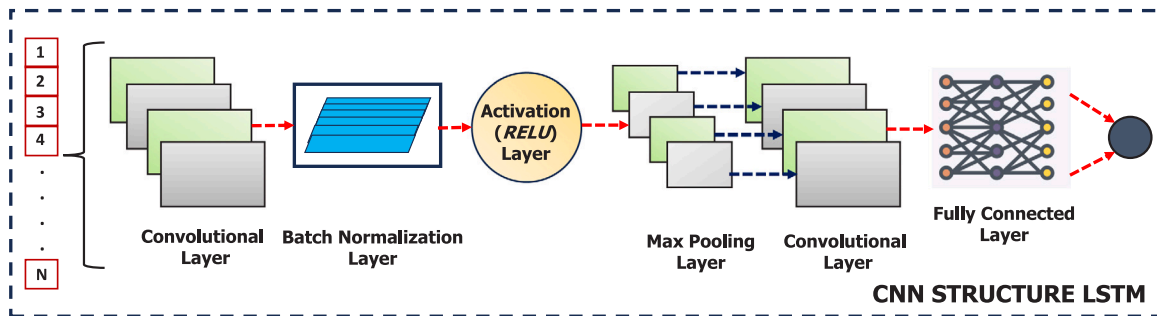 1
2
3
4
.
.
.
.
N
Convolutional
Layer
Batch Normalization
Layer
Activation
(RELU)
Layer
Max Pooling
Layer
Convolutional
Layer
Fully Connected
Layer
CNN STRUCTURE LSTM